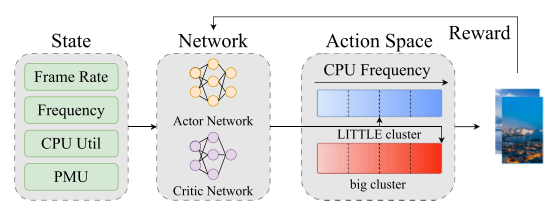 State
Network
Action Space
Reward
Frame Rate
Frequency
CPU Util
PMU
Actor Network
Critic Network
CPU Frequency
LITTLE cluster
big cluster